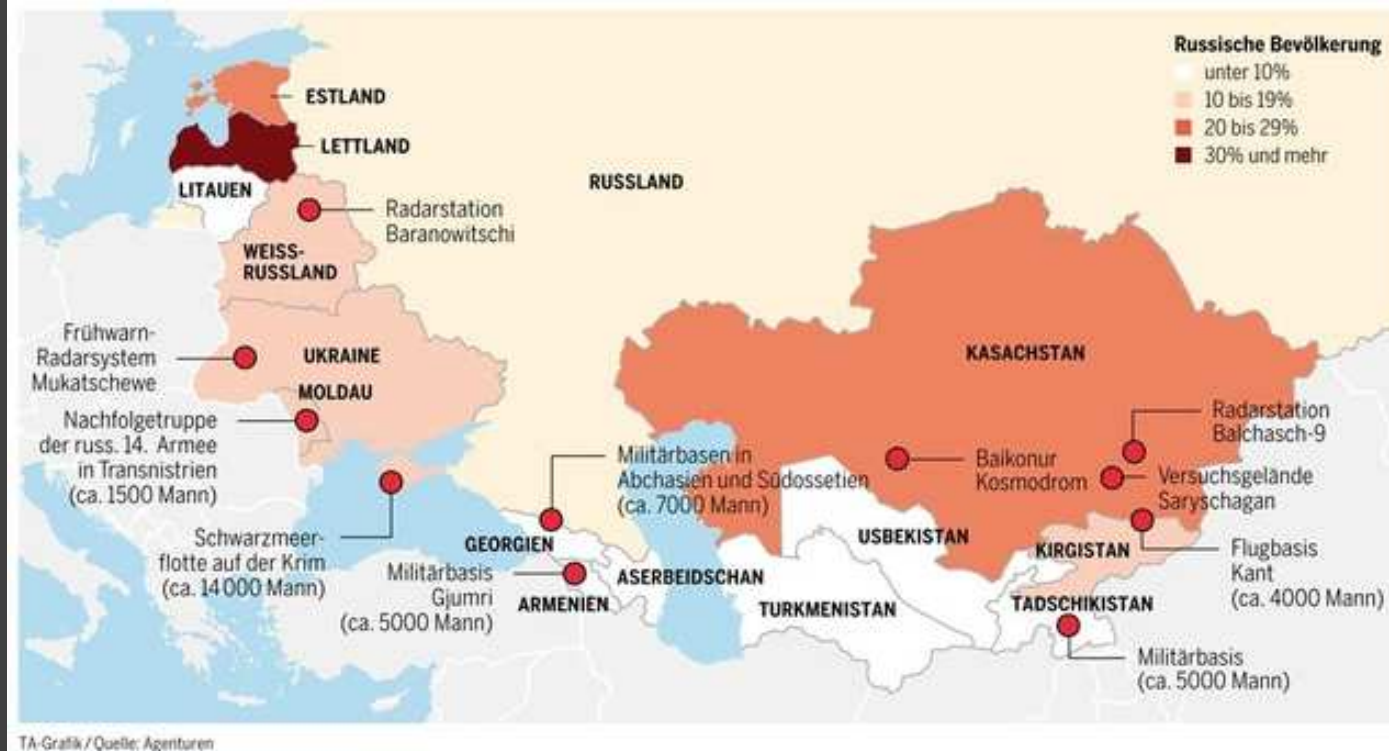 Russische Bevölkerung
unter 10%
10 bis 19%
20 bis 29%
30% und mehr
ESTLAND
LETTLAND
LITAUEN
RUSSLAND
Radarstation
Baranowitschi
WEISS-
RUSSLAND
Frühwarn-
Radarsystem
Mukatschewe
UKRAINE
MOLDAU
KASACHSTAN
Nachfolgetruppe
der russ. 14. Armee
in Transnistrien
(ca. 1500 Mann)
Radarstation
Balchasch-9
Militärbasen in
Abchasien und Südossetien
(ca. 7000 Mann)
Baikonur
Kosmodrom
Versuchsgelände
Saryschagan
Schwarzmeer-
flotte auf der Krim
(ca. 14000 Mann)
GEORGIEN
USBEKISTAN
KIRGISTAN
Flugbasis
Kant
(ca. 4000 Mann)
Militärbasis
Gjumri
(ca. 5000 Mann)
ARMENIEN
ASERBEIDSCHAN
TURKMENISTAN
TADSCHIKISTAN
Militärbasis
(ca. 5000 Mann)
TA-Grafik / Quelle: Agenturen